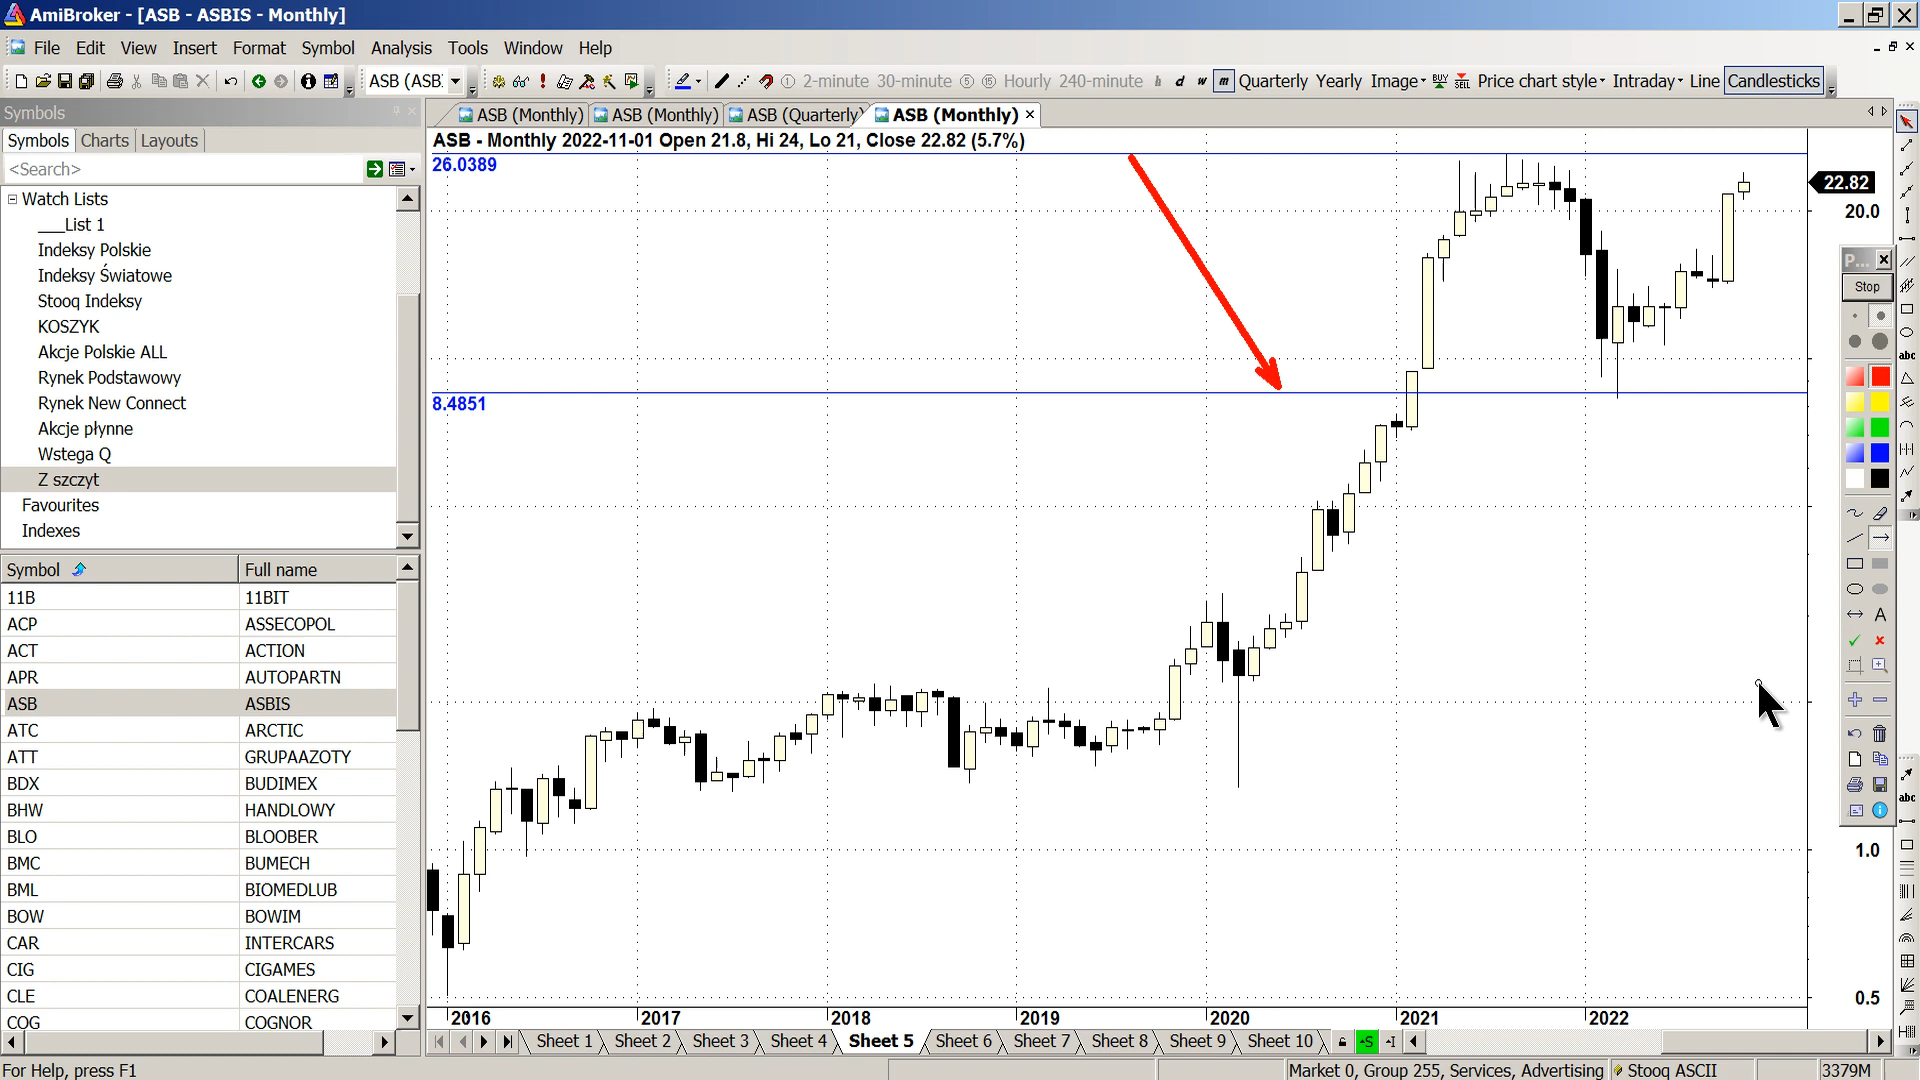 AmiBroker - [ASB - ASBIS - Monthly]
File Edit View Insert Format Symbol Analysis Tools Window Help
ASB (ASB: 2-minute 30-minute 5 15 Hourly 240-minute h d w m Quarterly Yearly Image BUY SELL Price chart style Intraday Line Candlesticks
Symbols
Symbols Charts Layouts
<Search>
Watch Lists
___List 1
Indeksy Polskie
Indeksy Światowe
Stooq Indeksy
KOSZYK
Akcje Polskie ALL
Rynek Podstawowy
Rynek New Connect
Akcje płynne
Wstega Q
Z szczyt
Favourites
Indexes
Symbol Full name
11B 11BIT
ACP ASSECOPOL
ACT ACTION
APR AUTOPARTN
ASB ASBIS
ATC ARCTIC
ATT GRUPAAZOTY
BDX BUDIMEX
BHW HANDLOWY
BLO BLOOBER
BMC BUMECH
BML BIOMEDLUB
BOW BOWIM
CAR INTERCARS
CIG CIGAMES
CLE COALENERG
COG COGNOR
ASB (Monthly) ASB (Monthly) ASB (Quarterly) ASB (Monthly)
ASB - Monthly 2022-11-01 Open 21.8, Hi 24, Lo 21, Close 22.82 (5.7%)
26.0389
8.4851
22.82
20.0
1.0
0.5
2016 2017 2018 2019 2020 2021 2022
P...
Stop
A
abc
abc
Sheet 1 Sheet 2 Sheet 3 Sheet 4 Sheet 5 Sheet 6 Sheet 7 Sheet 8 Sheet 9 Sheet 10
For Help, press F1
Market 0, Group 255, Services, Advertising Stooq ASCII 3379M